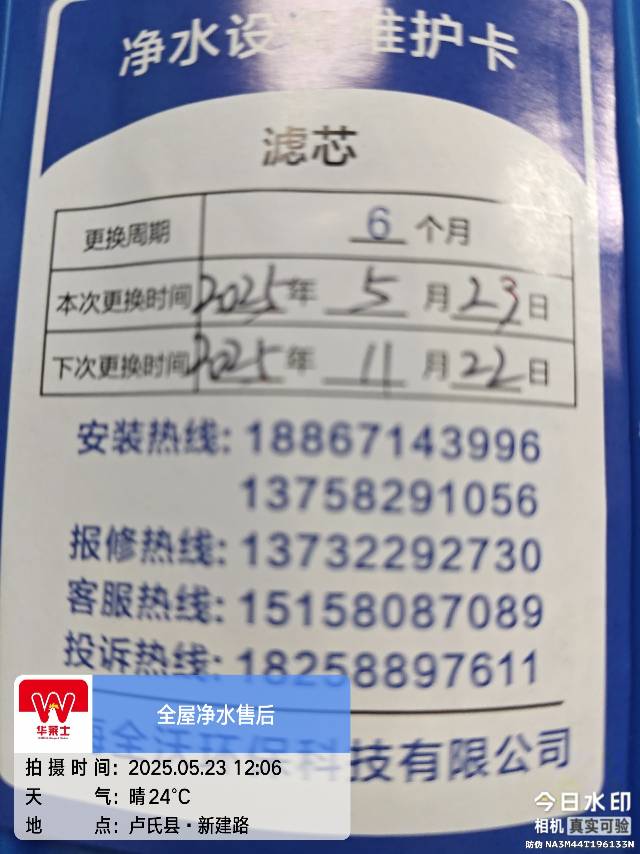 净水设 维护卡
滤芯
更换周期 6 个月
本次更换时间 2025 年 5 月 23 日
下次更换时间 2025 年 11 月 22 日
安装热线: 18867143996
13758291056
报修热线: 13732292730
客服热线: 15158087089
投诉热线: 18258897611
科技有限公司
华莱士
全屋净水售后
拍摄时间: 2025.05.23 12:06
天 气: 晴 24℃
地 点: 卢氏县·新建路
今日水印
相机 真实可验
防伪 NA3M44T196133N